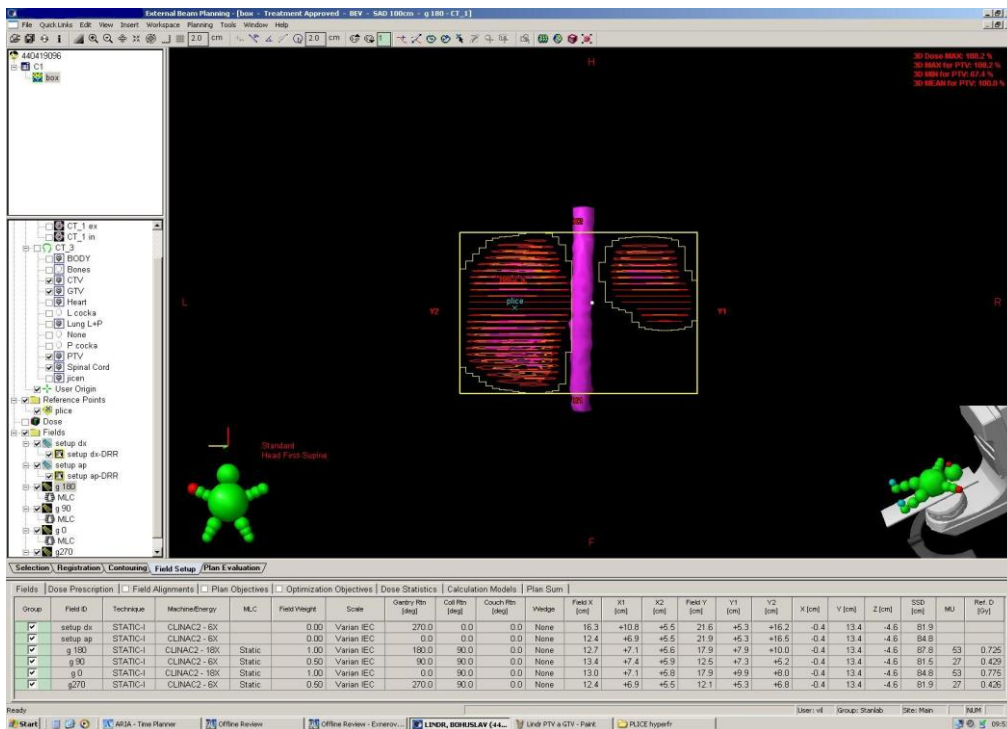 External Beam Planning - [box - Treatment Approved - BEV - SAD 100cm - g 180 - CT_1]
File Quick Links Edit View Insert Workspace Planning Tools Window Help
2.0 cm 2.0 cm 1
440419096
C1
box
H
3D Dose MAX: 108.2 %
3D MAX for PTV: 108.2 %
3D MIN for PTV: 87.4 %
3D MEAN for PTV: 100.0 %
CT_1 ex
CT_1 in
CT_3
BODY
Bones
CTV
GTV
Heart
L cocka
Lung L+P
None
P cocka
PTV
Spinal Cord
jicen
User Origin
Reference Points
plice
Dose
Fields
setup dx
setup dx-DRR
setup ap
setup ap-DRR
g 180
MLC
g 90
MLC
g 0
MLC
g270
X2
plice
L
Y2
Y1
R
X1
Standard
Head First-Supine
F
Selection Registration Contouring Field Setup Plan Evaluation
Fields Dose Prescription Field Alignments Plan Objectives Optimization Objectives Dose Statistics Calculation Models Plan Sum
Group Field ID Technique Machine/Energy MLC Field Weight Scale Gantry Rtn [deg] Coll Rtn [deg] Couch Rtn [deg] Wedge Field X [cm] X1 [cm] X2 [cm] Field Y [cm] Y1 [cm] Y2 [cm] X [cm] Y [cm] Z [cm] SSD [cm] MU Ref. D [Gy]
setup dx STATIC-I CLINAC2 - 6X 0.00 Varian IEC 270.0 0.0 0.0 None 16.3 +10.8 +5.5 21.6 +5.3 +16.2 -0.4 13.4 -4.6 81.9
setup ap STATIC-I CLINAC2 - 6X 0.00 Varian IEC 0.0 0.0 0.0 None 12.4 +6.9 +5.5 21.9 +5.3 +16.5 -0.4 13.4 -4.6 84.8
g 180 STATIC-I CLINAC2 - 18X Static 1.00 Varian IEC 180.0 90.0 0.0 None 12.7 +7.1 +5.6 17.9 +7.9 +10.0 -0.4 13.4 -4.6 87.8 53 0.725
g 90 STATIC-I CLINAC2 - 6X Static 0.50 Varian IEC 90.0 90.0 0.0 None 13.4 +7.4 +5.9 12.5 +7.3 +5.2 -0.4 13.4 -4.6 81.5 27 0.429
g 0 STATIC-I CLINAC2 - 18X Static 1.00 Varian IEC 0.0 90.0 0.0 None 13.0 +7.1 +5.8 17.9 +9.9 +8.0 -0.4 13.4 -4.6 84.8 53 0.775
g270 STATIC-I CLINAC2 - 6X Static 0.50 Varian IEC 270.0 90.0 0.0 None 12.4 +6.9 +5.5 12.1 +5.3 +6.8 -0.4 13.4 -4.6 81.9 27 0.426
Ready User: vil Group: Stanlab Site: Main NUM
Start ARIA - Time Planner Offline Review Offline Review - Exnerov... LINDR, BOHUSLAV (44... Lindr PTV a GTV - Paint PLICE hyperfr